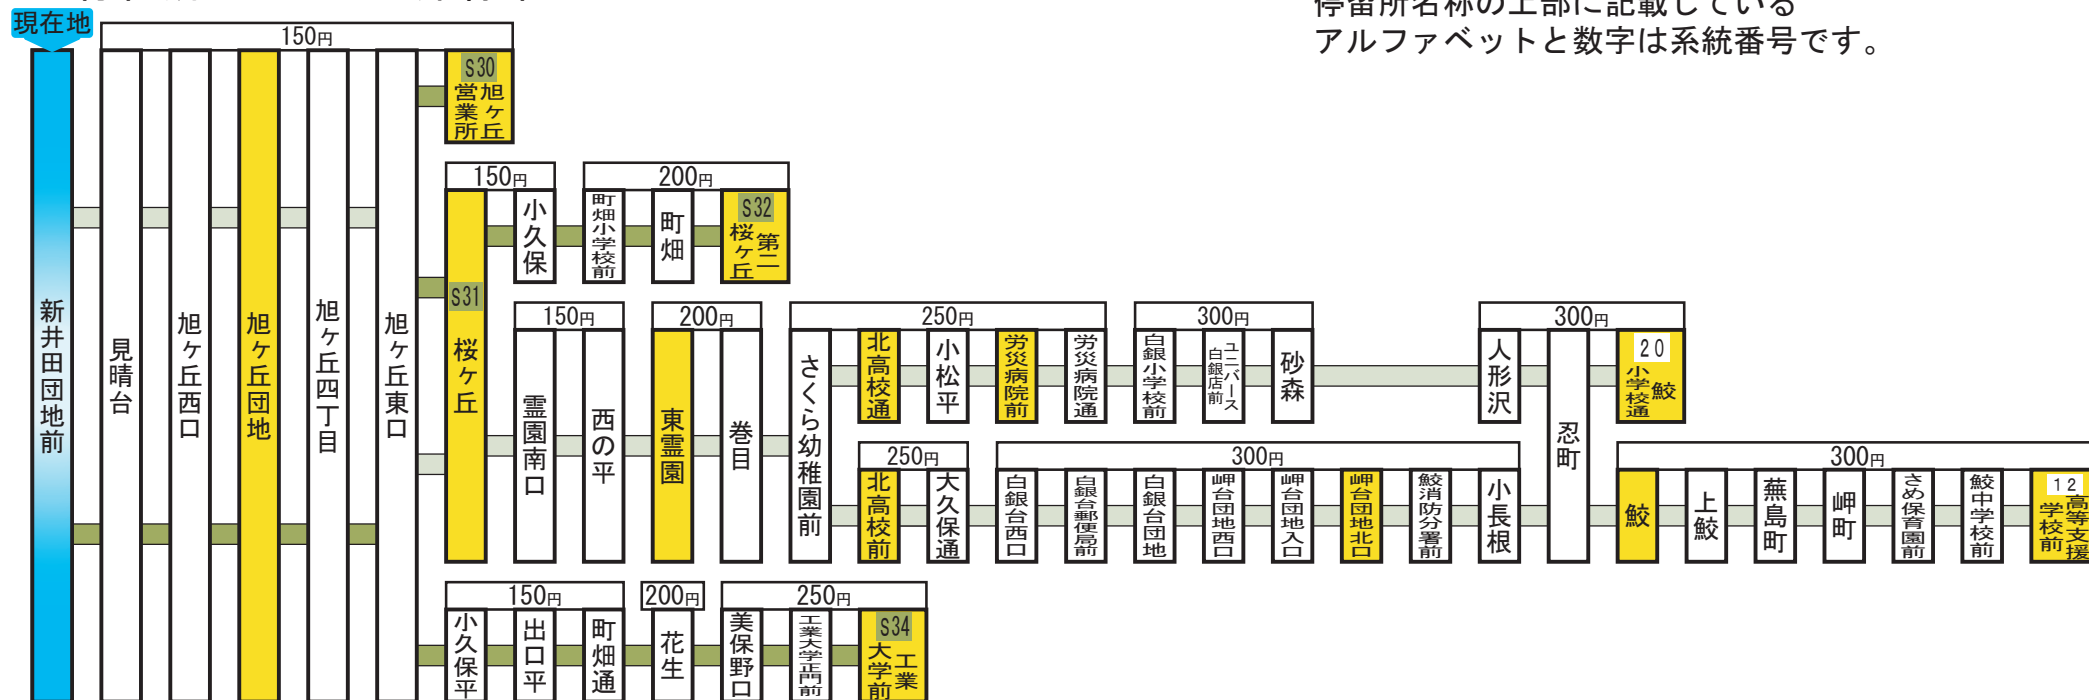 停留所名称の上部に記載している
アルファベットと数字は系統番号です。
現在地
新井田団地前
150円
見晴台
旭ヶ丘西口
旭ヶ丘団地
旭ヶ丘四丁目
旭ヶ丘東口
S30
旭ヶ丘
営業所
150円
S31
桜ヶ丘
小久保
200円
町畑小学校前
町畑
S32
第二
桜ヶ丘
150円
霊園南口
西の平
200円
東霊園
巻目
250円
さくら幼稚園前
北高校通
小松平
労災病院前
労災病院通
300円
白銀小学校前
ユニバース
白銀店前
砂森
300円
人形沢
忍町
20
鮫
小学校通
250円
北高校前
大久保通
300円
白銀台西口
白銀台郵便局前
白銀台団地
岬台団地西口
岬台団地入口
岬台団地北口
鮫消防分署前
小長根
300円
鮫
上鮫
蕪島町
岬町
さめ保育園前
鮫中学校前
12
高等支援
学校前
150円
小久保平
出口平
町畑通
200円
花生
250円
美保野口
工業大学正門前
S34
工業
大学前